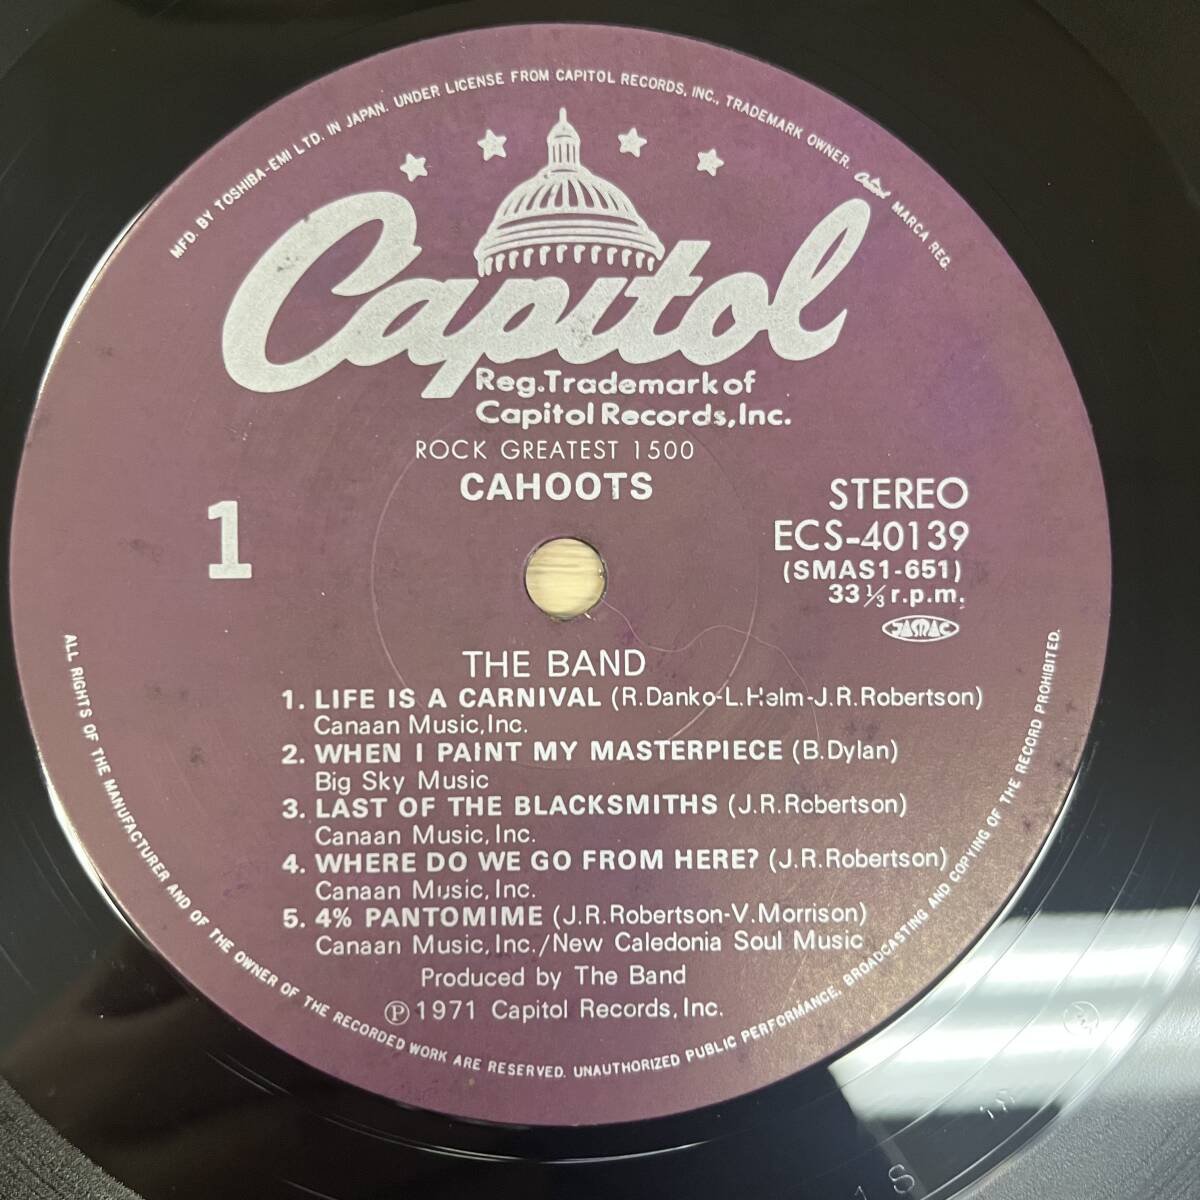 MFD. BY TOSHIBA-EMI LTD. IN JAPAN. UNDER LICENSE FROM CAPITOL RECORDS, INC., TRADEMARK OWNER. Capitol MARCA REG.
Capitol
Reg.Trademark of
Capitol Records,Inc.
ROCK GREATEST 1500
CAHOOTS
1
STEREO
ECS-40139
(SMAS1-651)
33 1/3 r.p.m.
JASRAC
THE BAND
1. LIFE IS A CARNIVAL (R.Danko-L.Helm-J.R.Robertson)
Canaan Music,Inc.
2. WHEN I PAINT MY MASTERPIECE (B.Dylan)
Big Sky Music
3. LAST OF THE BLACKSMITHS (J.R.Robertson)
Canaan Music,Inc.
4. WHERE DO WE GO FROM HERE? (J.R.Robertson)
Canaan Music,Inc.
5. 4% PANTOMIME (J.R.Robertson-V.Morrison)
Canaan Music,Inc./New Caledonia Soul Music
Produced by The Band
℗1971 Capitol Records,Inc.
ALL RIGHTS OF THE MANUFACTURER AND OF THE OWNER OF THE RECORDED WORK ARE RESERVED. UNAUTHORIZED PUBLIC PERFORMANCE, BROADCASTING AND COPYING OF THE RECORD PROHIBITED.
1S